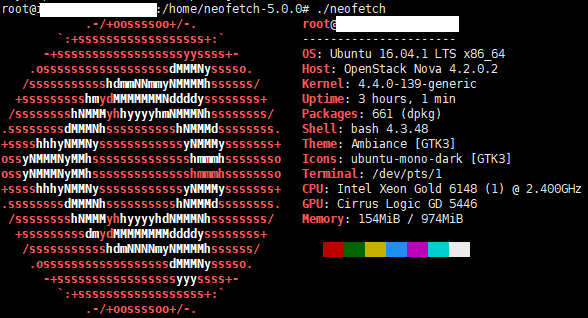 root@i :/home/neofetch-5.0.0# ./neofetch
.-/+oossssoo+/-. root@
`:+ssssssssssssssssss+:` ----------------------
-+ssssssssssssssssssyyssss+- OS: Ubuntu 16.04.1 LTS x86_64
.ossssssssssssssssssdMMMNysssso. Host: OpenStack Nova 4.2.0.2
/ssssssssssshdmmNNmmyNMMMMhssssss/ Kernel: 4.4.0-139-generic
+ssssssssshmydMMMMMMMNddddyssssssss+ Uptime: 3 hours, 1 min
/sssssssshNMMMyhhyyyyhmNMMMNhssssssss/ Packages: 661 (dpkg)
.ssssssssdMMMNhsssssssssshNMMMdssssssss. Shell: bash 4.3.48
+sssshhhyNMMNyssssssssssssyNMMMysssssss+ Theme: Ambiance [GTK3]
ossyNMMMNyMMhsssssssssssssshmmmhssssssso Icons: ubuntu-mono-dark [GTK3]
ossyNMMMNyMMhsssssssssssssshmmmhssssssso Terminal: /dev/pts/1
+sssshhhyNMMNyssssssssssssyNMMMysssssss+ CPU: Intel Xeon Gold 6148 (1) @ 2.400GHz
.ssssssssdMMMNhsssssssssshNMMMdssssssss. GPU: Cirrus Logic GD 5446
/sssssssshNMMMyhhyyyyhdNMMMNhssssssss/ Memory: 154MiB / 974MiB
+sssssssssdmydMMMMMMMMddddyssssssss+
/ssssssssssshdmNNNNmyNMMMMhssssss/
.ossssssssssssssssssdMMMNysssso.
-+sssssssssssssssssyyyssss+-
`:+ssssssssssssssssss+:`
.-/+oossssoo+/-.